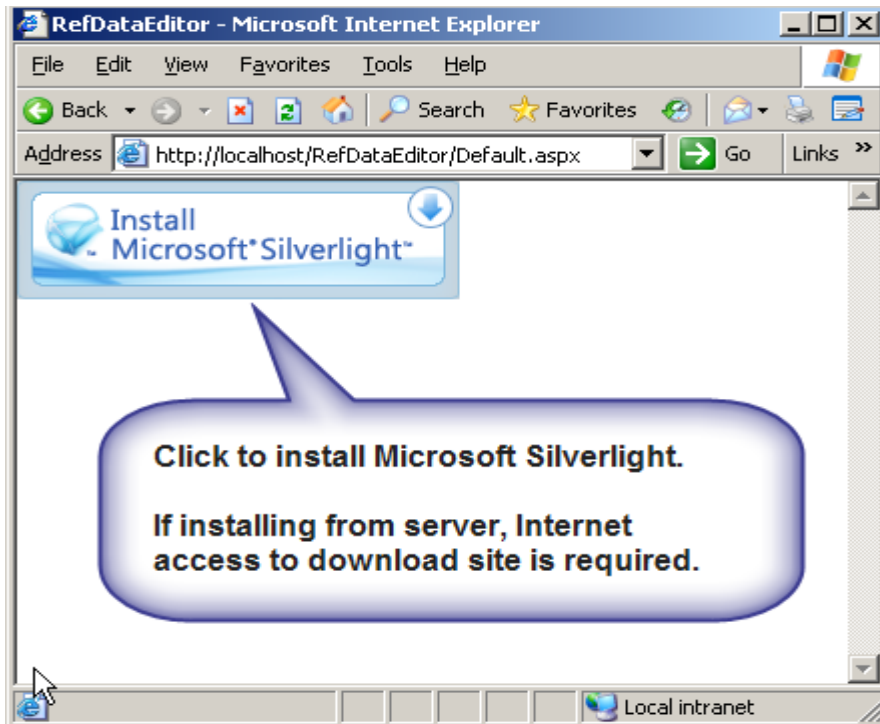 RefDataEditor - Microsoft Internet Explorer
File Edit View Favorites Tools Help
Back Search Favorites
Address http://localhost/RefDataEditor/Default.aspx Go Links »
Install
Microsoft® Silverlight™
Click to install Microsoft Silverlight.
If installing from server, Internet
access to download site is required.
Local intranet